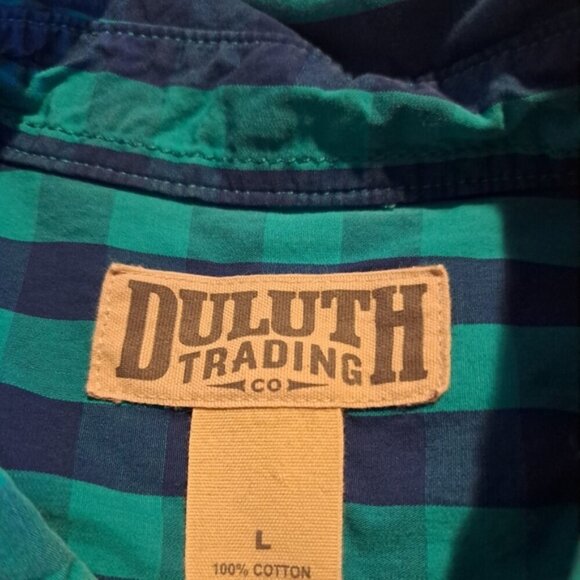 DULUTH
TRADING
CO
L
100% COTTON